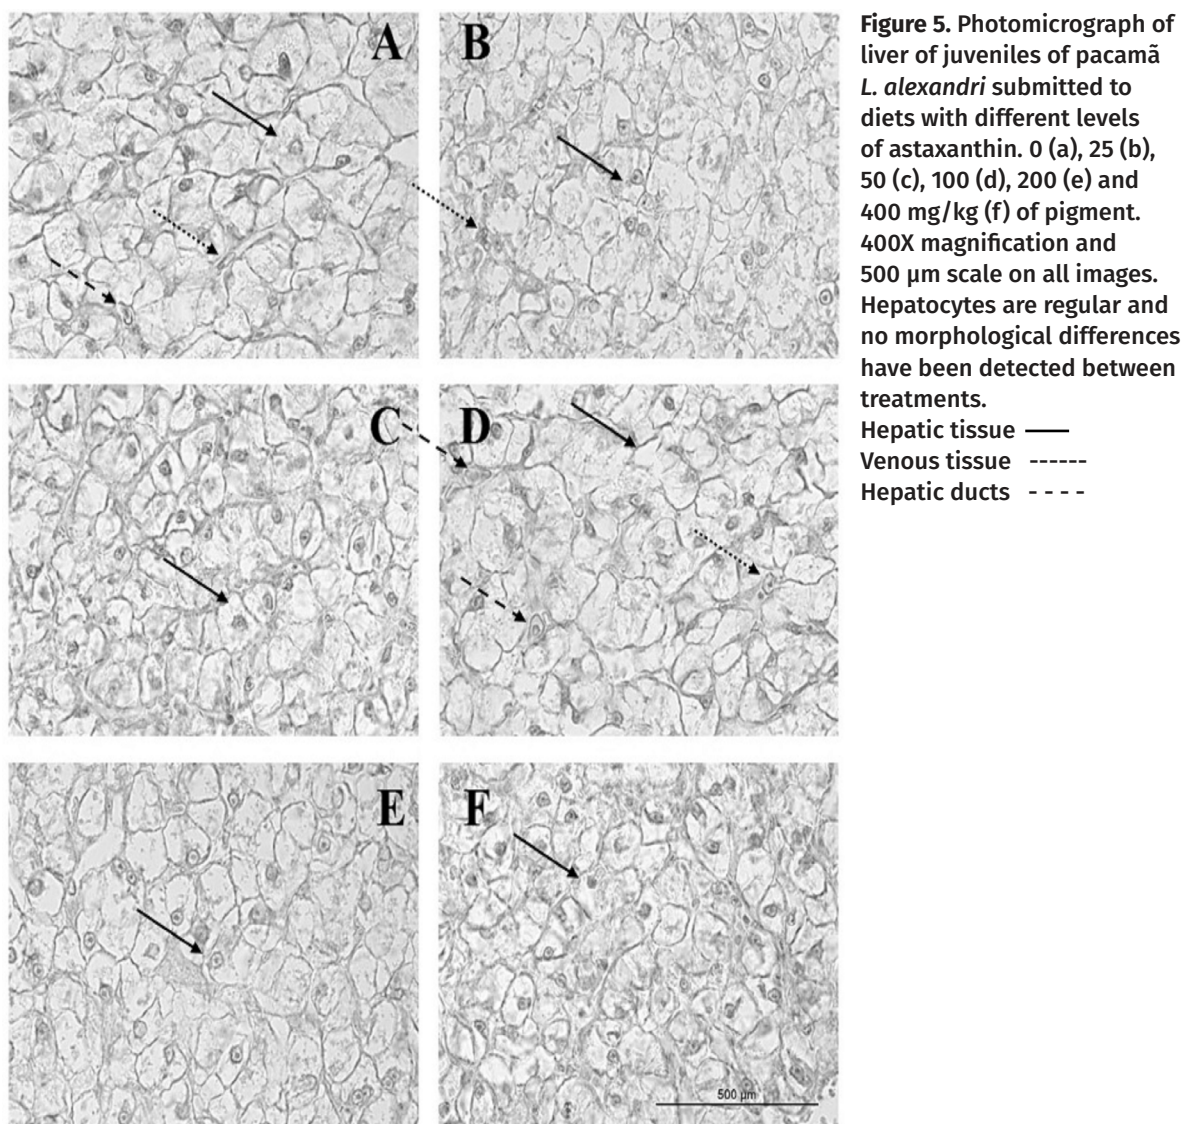 A
B
C
D
E
F
500 µm
Figure 5. Photomicrograph of
liver of juveniles of pacamã
L. alexandri submitted to
diets with different levels
of astaxanthin. 0 (a), 25 (b),
50 (c), 100 (d), 200 (e) and
400 mg/kg (f) of pigment.
400X magnification and
500 µm scale on all images.
Hepatocytes are regular and
no morphological differences
have been detected between
treatments.
Hepatic tissue ——
Venous tissue ------
Hepatic ducts - - - -